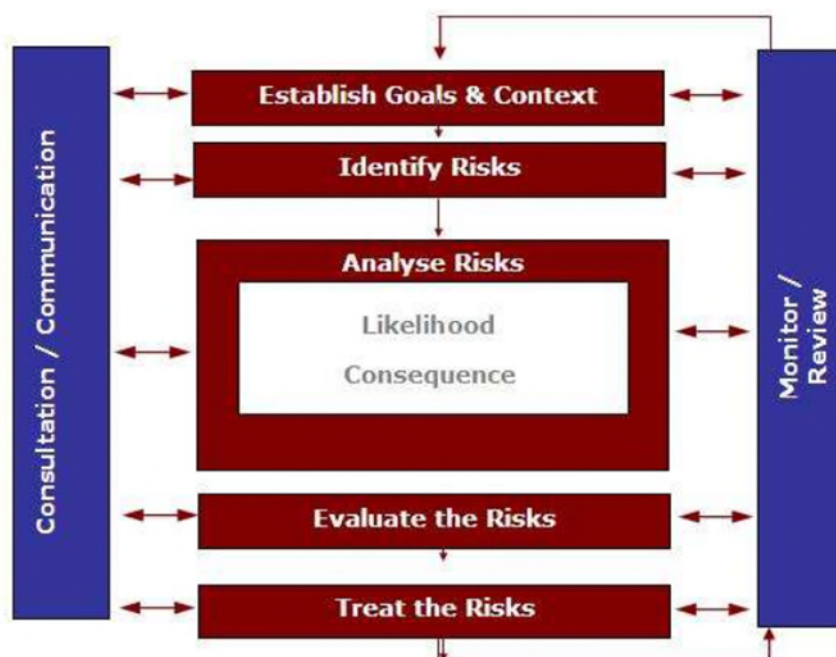 Consultation / Communication
Establish Goals & Context
Identify Risks
Analyse Risks
Likelihood
Consequence
Evaluate the Risks
Treat the Risks
Monitor /
Review